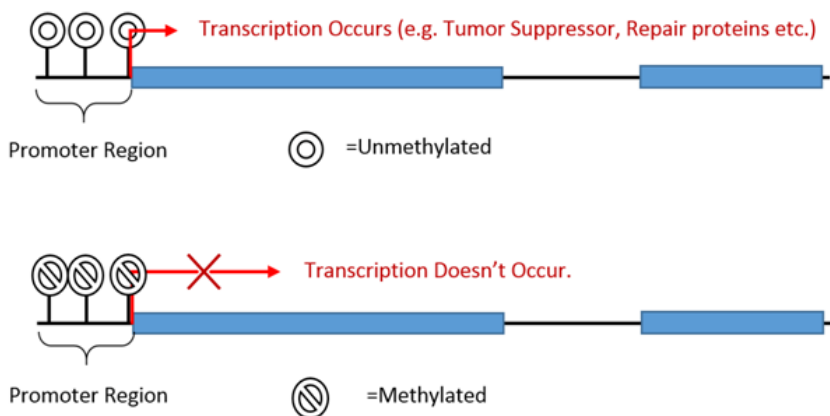 Transcription Occurs (e.g. Tumor Suppressor, Repair proteins etc.)
Promoter Region
=Unmethylated
Transcription Doesn’t Occur.
Promoter Region
=Methylated